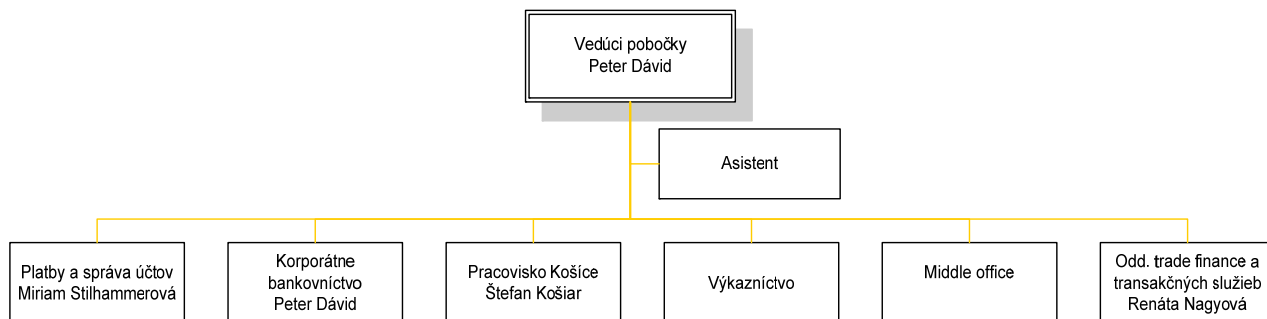 Vedúci pobočky
Peter Dávid
Asistent
Platby a správa účtov
Miriam Stilhammerová
Korporátne
bankovníctvo
Peter Dávid
Pracovisko Košíce
Štefan Košiar
Výkazníctvo
Middle office
Odd. trade finance a
transakčných služieb
Renáta Nagyová